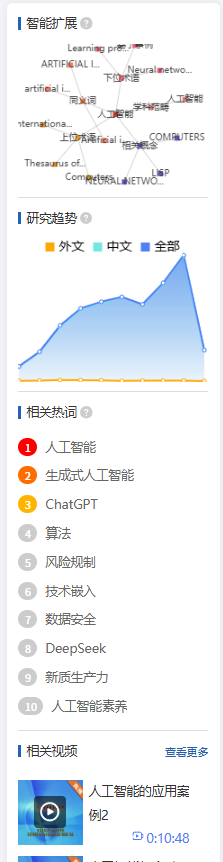 智能扩展 ?
Learning pro...
ARTIFICIAL I...
下位术语
Neural netwo...
artificial i...
同义词
人工智能
学科范畴
人工智能
nternationa...
上位术语
Artificial i...
相关概念
COMPUTERS
Thesaurus of...
Computers
NEURAL NETWO...
LISP
研究趋势 ?
外文 中文 全部
相关热词 ?
1 人工智能
2 生成式人工智能
3 ChatGPT
4 算法
5 风险规制
6 技术嵌入
7 数据安全
8 DeepSeek
9 新质生产力
10 人工智能素养
相关视频 查看更多
人工智能的应用案
例2
0:10:48